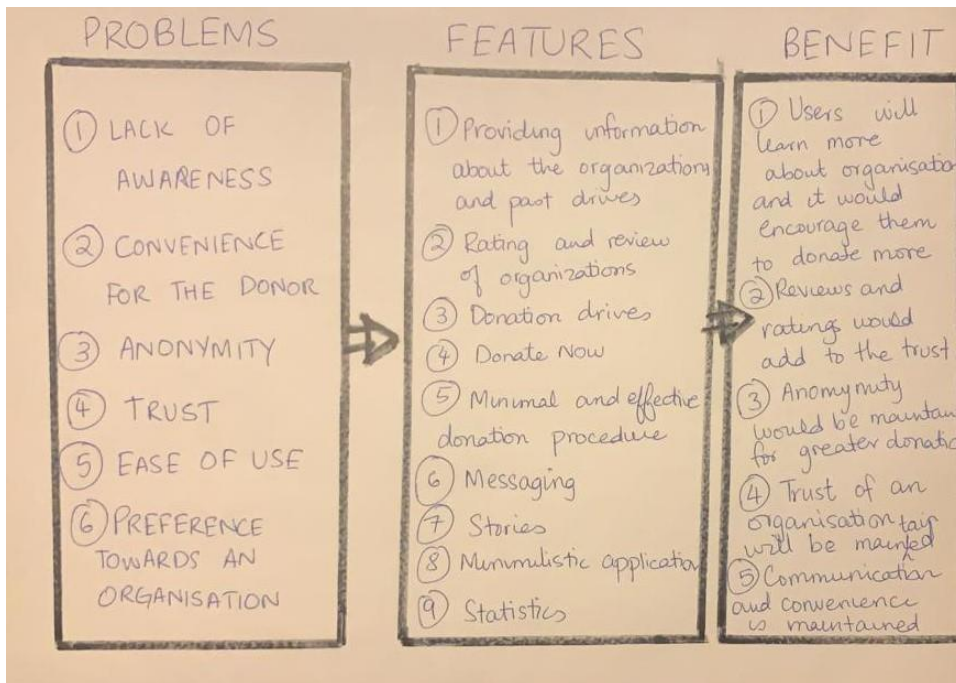 PROBLEMS
① LACK OF
AWARENESS
② CONVENIENCE
FOR THE DONOR
③ ANONYMITY
④ TRUST
⑤ EASE OF USE
⑥ PREFERENCE
TOWARDS AN
ORGANISATION
FEATURES
① Providing information
about the organizations
and past drives
② Rating and review
of organizations
③ Donation drives
④ Donate Now
⑤ Minimal and effective
donation procedure
⑥ Messaging
⑦ Stories
⑧ Minimulistic application
⑨ Statistics
BENEFIT
① Users will
learn more
about organisatio
and it would
encourage them
to donate more
② Reviews and
ratings would
add to the trust
③ Anomynity
would be maintain
for greater donatio
④ Trust of an
organisation
will be maintained
⑤ Communication
and convenience
is maintained